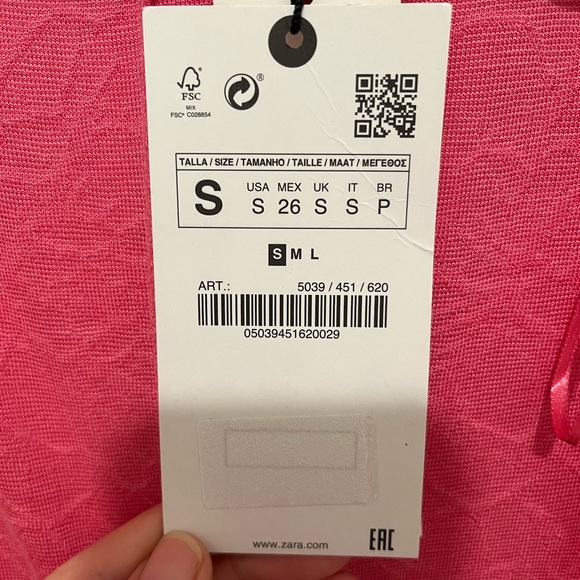 FSC
®
MIX
FSC® C028854
TALLA / SIZE / TAMANHO / TAILLE / MAAT / ΜΕΓΕΘΟΣ
S
USA MEX UK IT BR
S 26 S S P
S M L
ART.: 5039 / 451 / 620
05039451620029
www.zara.com
EAC